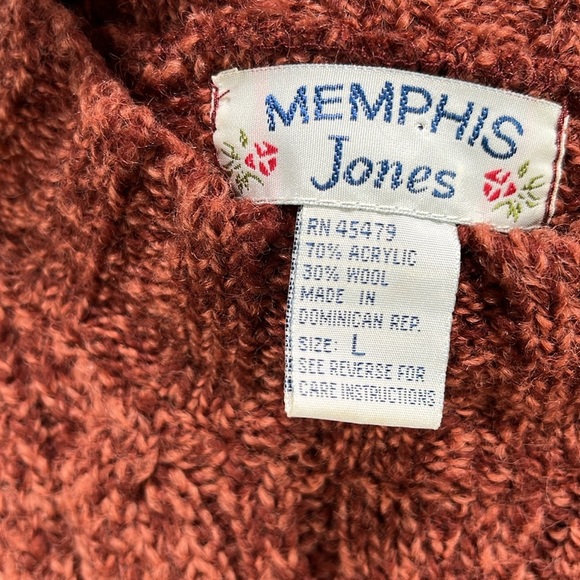 MEMPHIS
Jones
RN 45479
70% ACRYLIC
30% WOOL
MADE IN
DOMINICAN REP.
SIZE: L
SEE REVERSE FOR
CARE INSTRUCTIONS